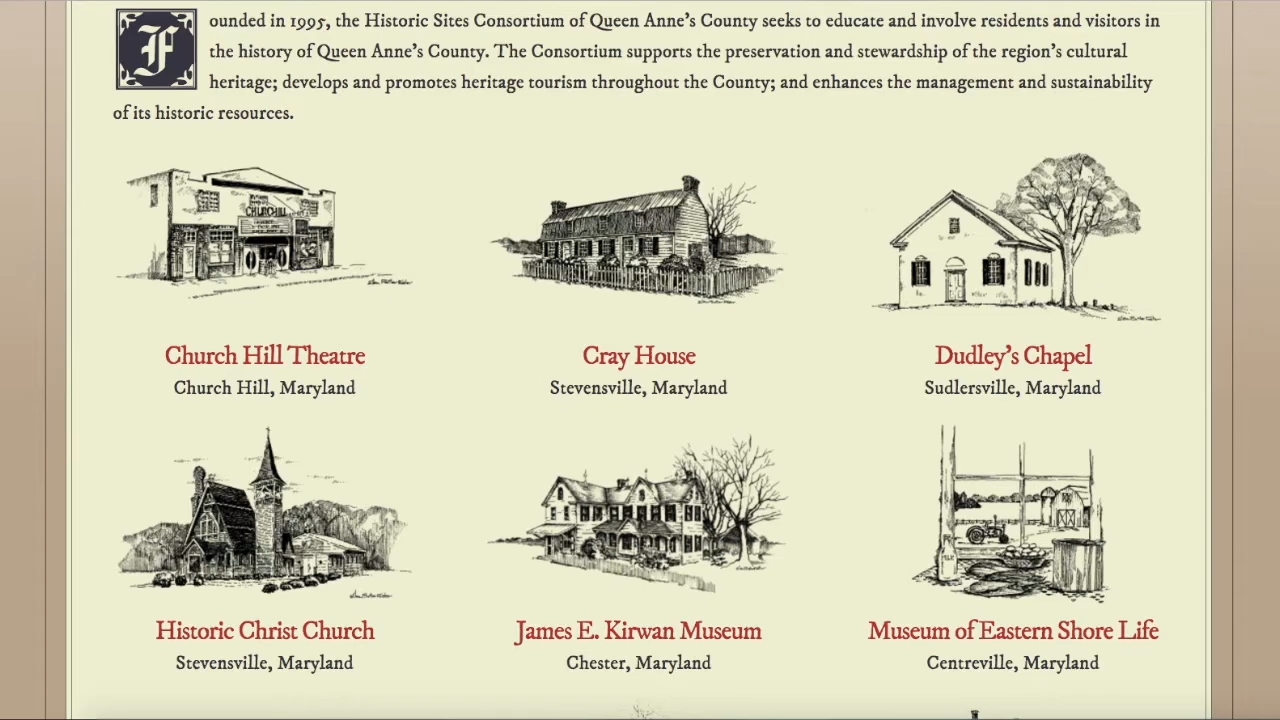 Founded in 1995, the Historic Sites Consortium of Queen Anne's County seeks to educate and involve residents and visitors in
the history of Queen Anne's County. The Consortium supports the preservation and stewardship of the region's cultural
heritage; develops and promotes heritage tourism throughout the County; and enhances the management and sustainability
of its historic resources.
CHURCH HILL
Church Hill Theatre
Church Hill, Maryland
Cray House
Stevensville, Maryland
Dudley's Chapel
Sudlersville, Maryland
Historic Christ Church
Stevensville, Maryland
James E. Kirwan Museum
Chester, Maryland
Museum of Eastern Shore Life
Centreville, Maryland